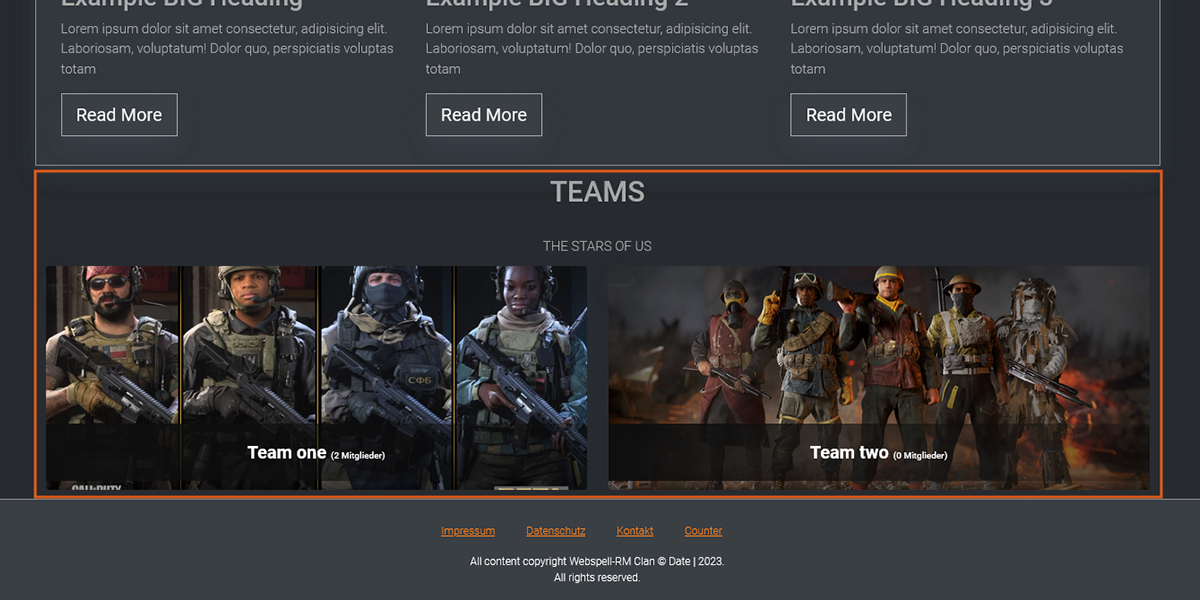 Example BIG Heading
Lorem ipsum dolor sit amet consectetur, adipisicing elit.
Laboriosam, voluptatum! Dolor quo, perspiciatis voluptas
totam
Read More
Example BIG Heading 2
Lorem ipsum dolor sit amet consectetur, adipisicing elit.
Laboriosam, voluptatum! Dolor quo, perspiciatis voluptas
totam
Read More
Example BIG Heading 3
Lorem ipsum dolor sit amet consectetur, adipisicing elit.
Laboriosam, voluptatum! Dolor quo, perspiciatis voluptas
totam
Read More
TEAMS
THE STARS OF US
СФБ
Team one (2 Mitglieder)
CALL OF DUTY
Team two (0 Mitglieder)
Impressum Datenschutz Kontakt Counter
All content copyright Webspell-RM Clan © Date | 2023.
All rights reserved.